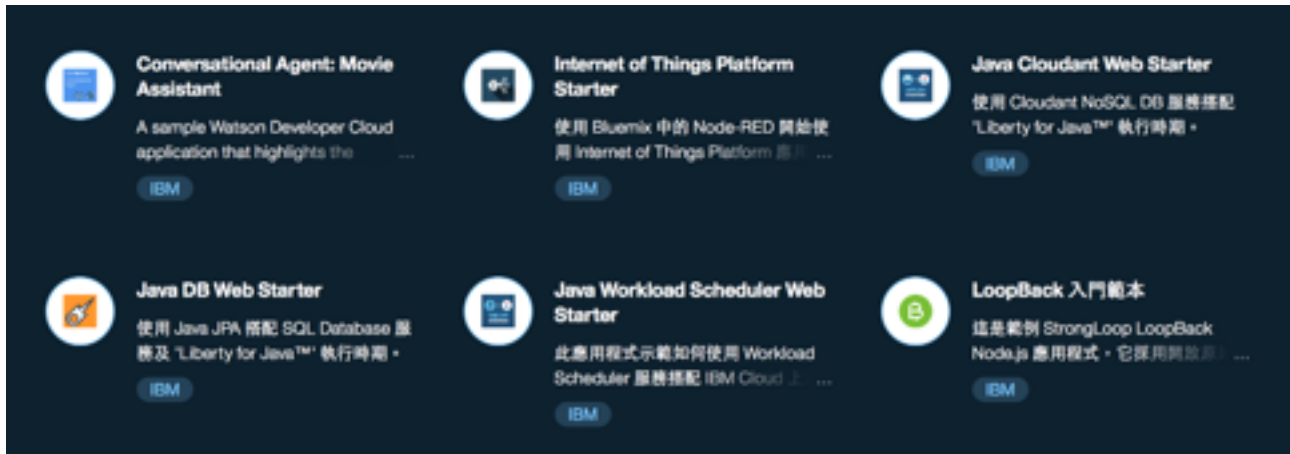 Conversational Agent: Movie
Assistant
A sample Watson Developer Cloud
application that highlights the ...
IBM
Internet of Things Platform
Starter
使用 Bluemix 中的 Node-RED 開始使
用 Internet of Things Platform 應用 ...
IBM
Java Cloudant Web Starter
使用 Cloudant NoSQL DB 服務搭配
"Liberty for Java™" 執行時期。
IBM
Java DB Web Starter
使用 Java JPA 搭配 SQL Database 服
務及 "Liberty for Java™" 執行時期。
IBM
Java Workload Scheduler Web
Starter
此應用程式示範如何使用 Workload
Scheduler 服務搭配 IBM Cloud 上 ...
IBM
LoopBack 入門範本
這是範例 StrongLoop LoopBack
Node.js 應用程式。它採用開放原 ...
IBM